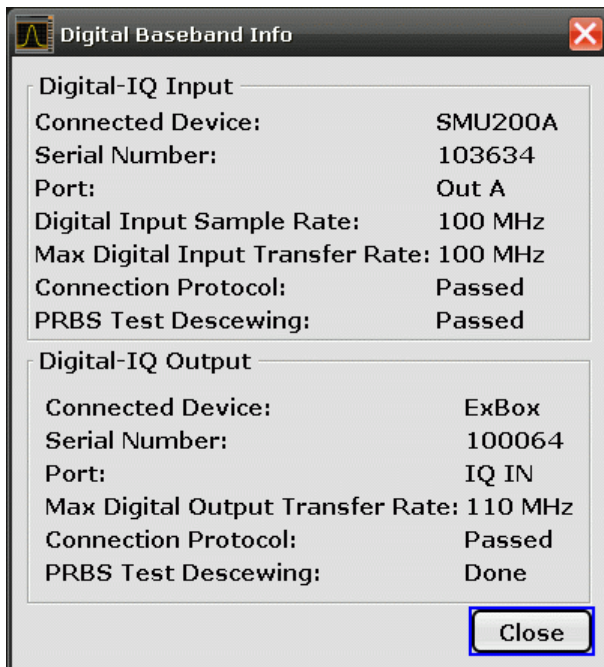 Digital Baseband Info
Digital-IQ Input
Connected Device: SMU200A
Serial Number: 103634
Port: Out A
Digital Input Sample Rate: 100 MHz
Max Digital Input Transfer Rate: 100 MHz
Connection Protocol: Passed
PRBS Test Descewing: Passed
Digital-IQ Output
Connected Device: ExBox
Serial Number: 100064
Port: IQ IN
Max Digital Output Transfer Rate: 110 MHz
Connection Protocol: Passed
PRBS Test Descewing: Done
Close